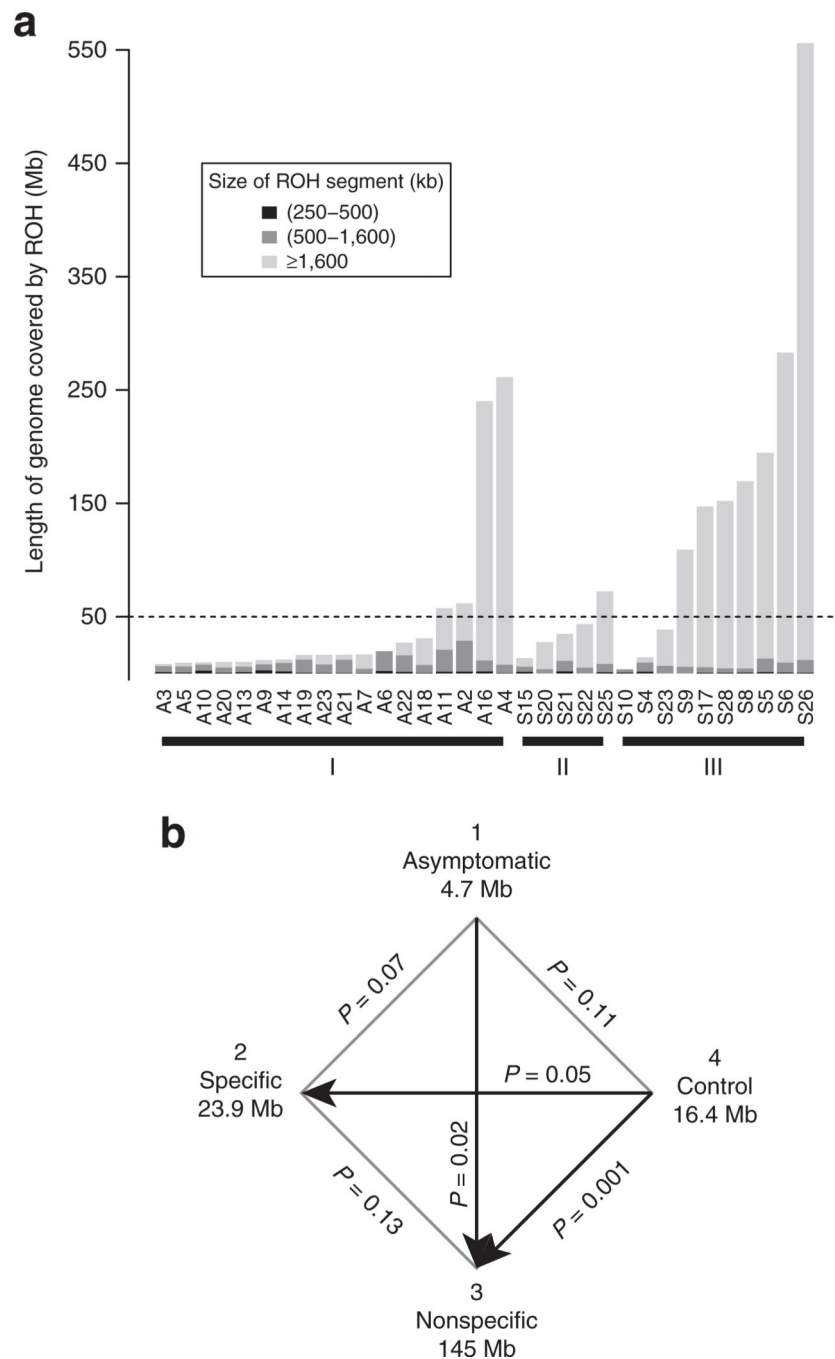 a
Length of genome covered by ROH (Mb)
550
450
350
250
150
50
Size of ROH segment (kb)
(250–500)
(500–1,600)
≥1,600
A3 A5 A10 A20 A13 A9 A14 A19 A23 A21 A7 A6 A22 A18 A11 A2 A16 A4 S15 S20 S21 S22 S25 S10 S4 S23 S9 S17 S28 S8 S5 S6 S26
I II III
b
1
Asymptomatic
4.7 Mb
P = 0.07
P = 0.11
2
Specific
23.9 Mb
P = 0.05
4
Control
16.4 Mb
P = 0.02
P = 0.13
P = 0.001
3
Nonspecific
145 Mb